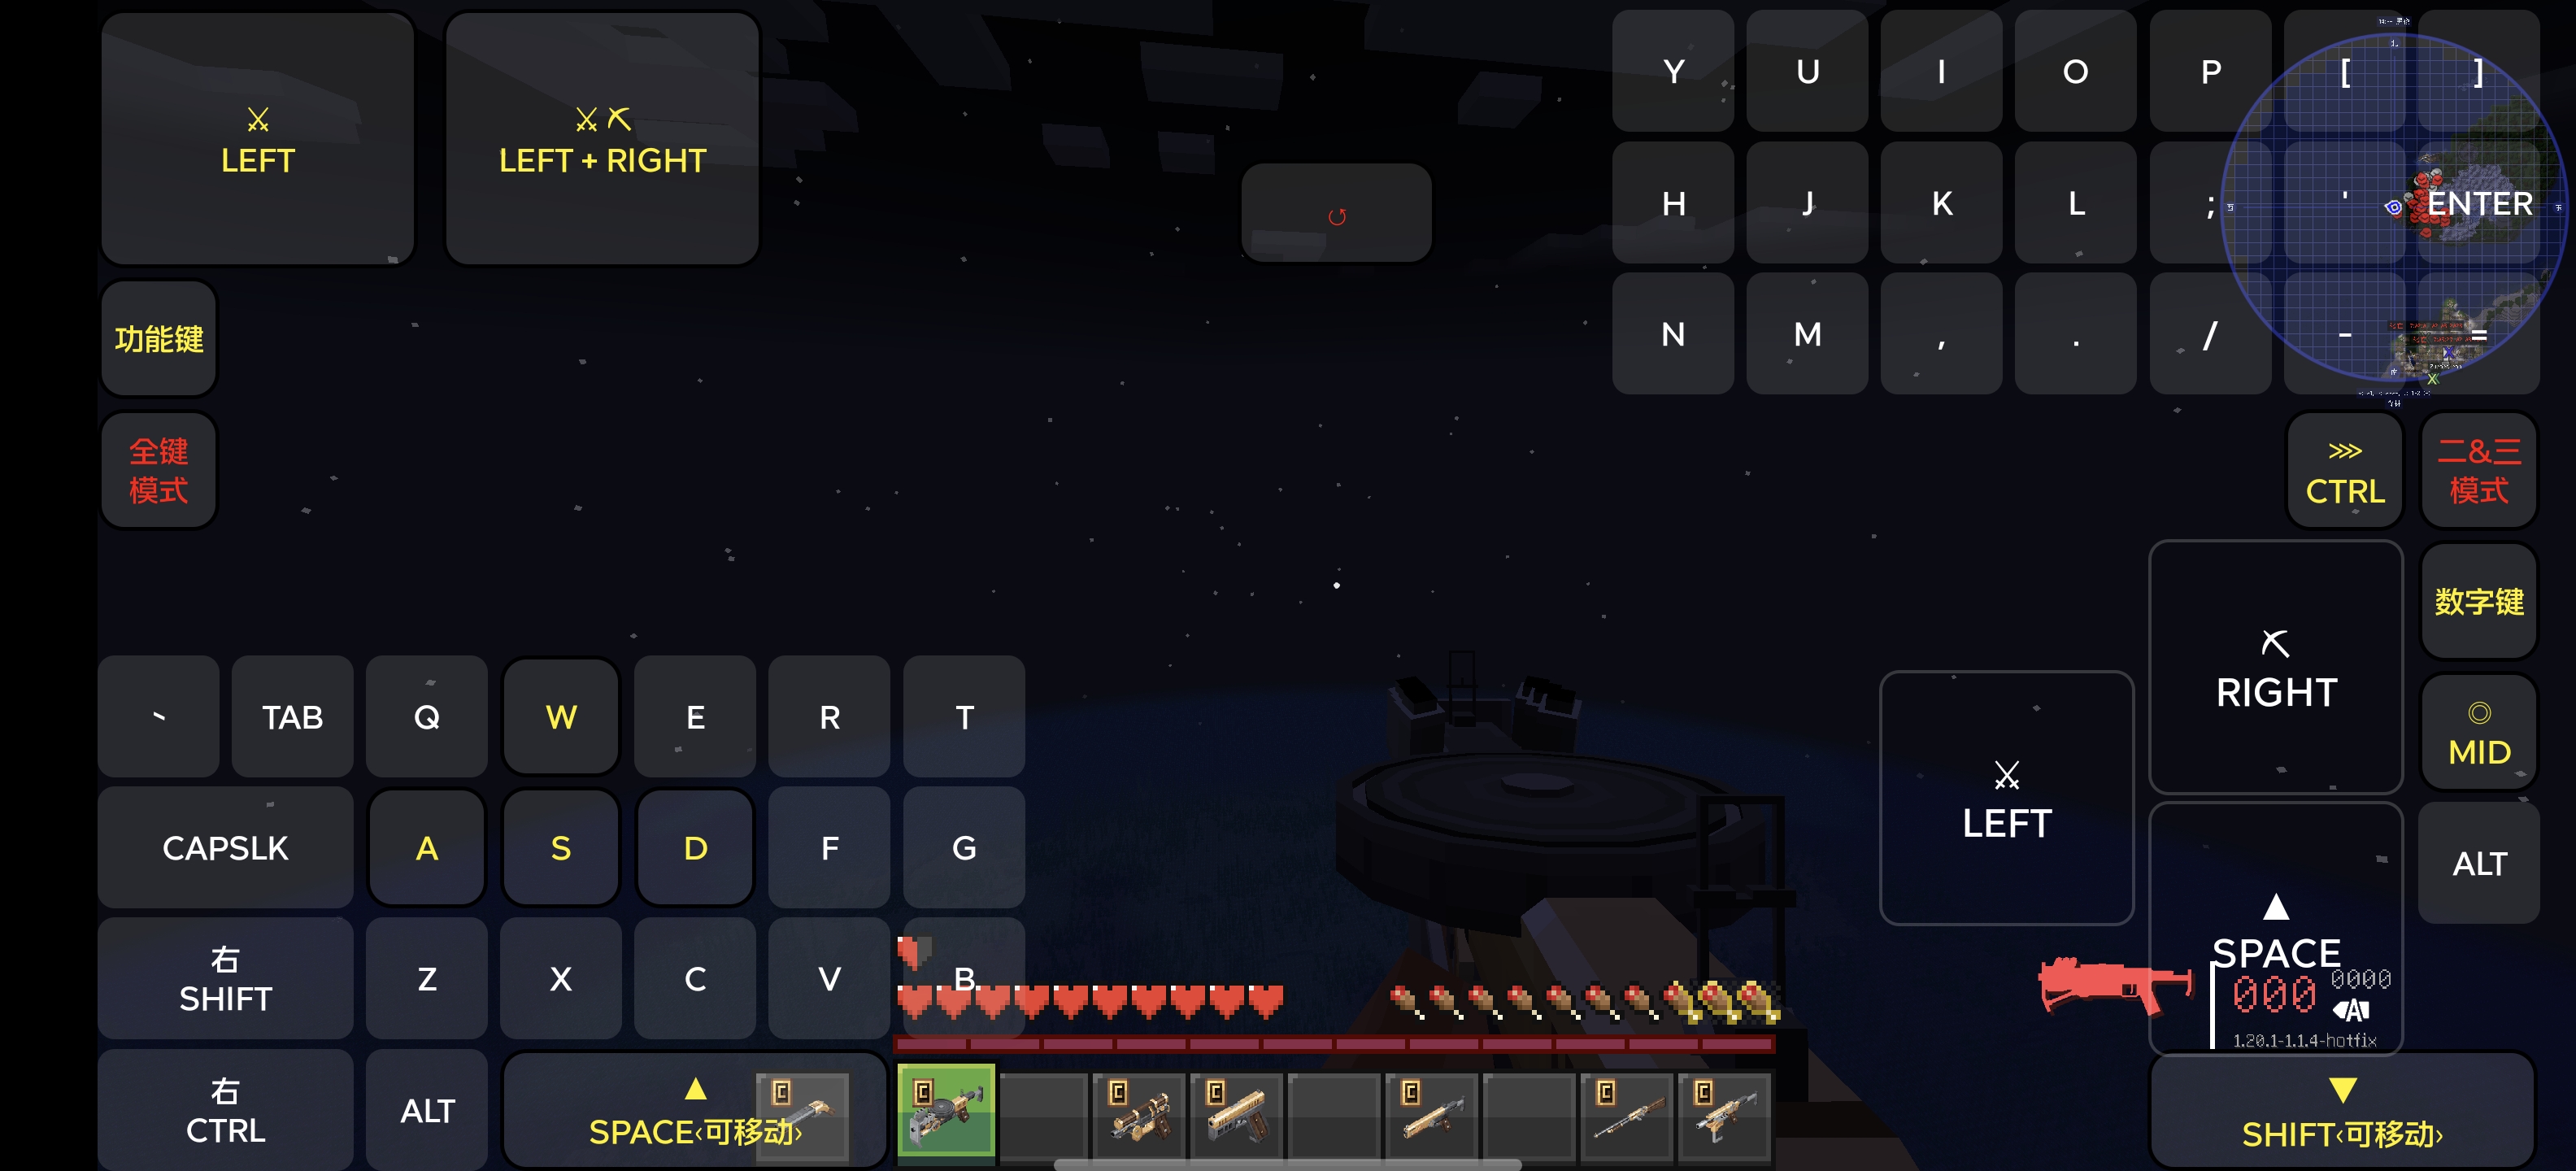 LEFT
LEFT + RIGHT
Y U I O P [ ]
H J K L ; ' ENTER
N M , . / - =
功能键
全键
模式
CTRL
二&三
模式
数字键
RIGHT
MID
LEFT
ALT
SPACE
` TAB Q W E R T
CAPSLK A S D F G
右
SHIFT
Z X C V B
右
CTRL
ALT
SPACE‹可移动›
000
0000
A
1.20.1-1.1.4-hotfix
SHIFT‹可移动›